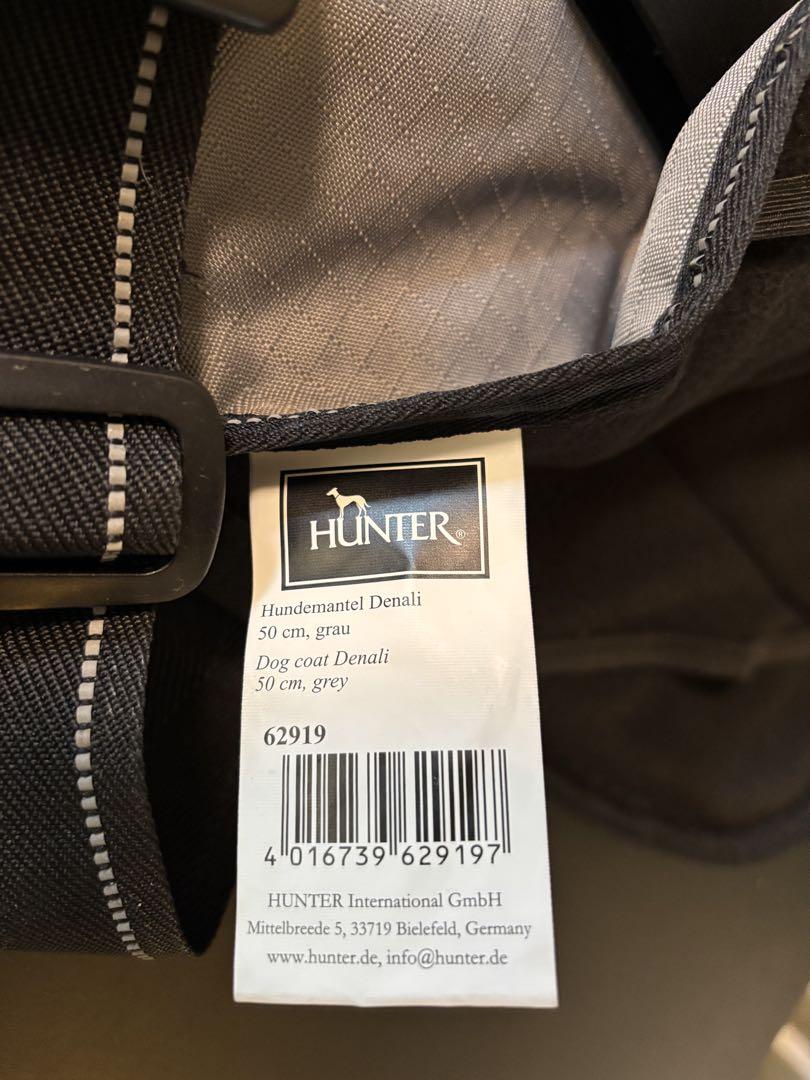 HUNTER®
Hundemantel Denali
50 cm, grau
Dog coat Denali
50 cm, grey
62919
4 016739 629197
HUNTER International GmbH
Mittelbreede 5, 33719 Bielefeld, Germany
www.hunter.de, info@hunter.de